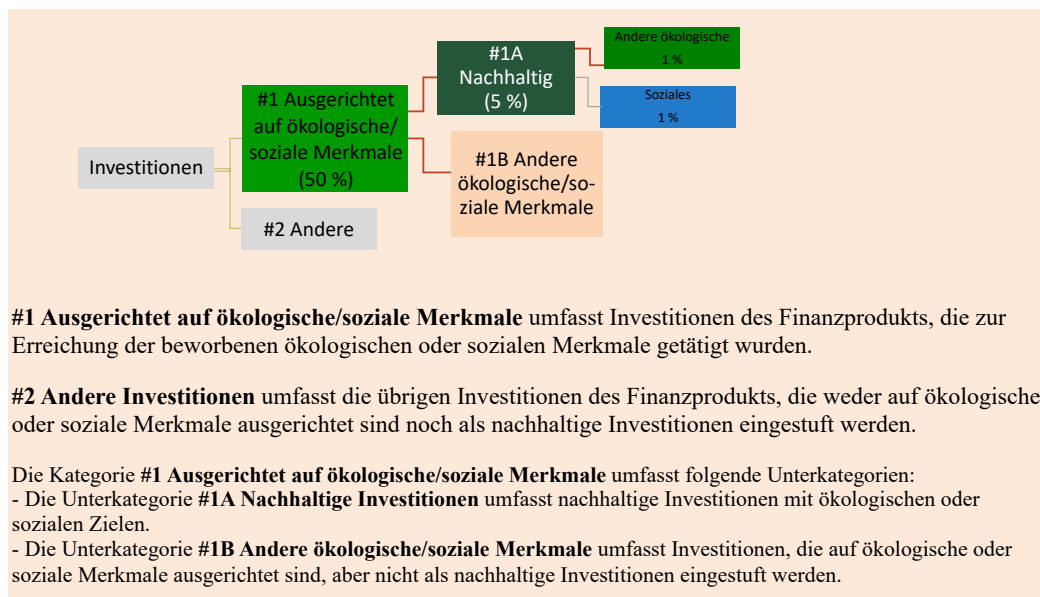 Andere ökologische
1 %
#1A
Nachhaltig
(5 %)
Soziales
1 %
#1 Ausgerichtet
auf ökologische/
soziale Merkmale
(50 %)
#1B Andere
ökologische/so-
ziale Merkmale
Investitionen
#2 Andere
#1 Ausgerichtet auf ökologische/soziale Merkmale umfasst Investitionen des Finanzprodukts, die zur
Erreichung der beworbenen ökologischen oder sozialen Merkmale getätigt wurden.
#2 Andere Investitionen umfasst die übrigen Investitionen des Finanzprodukts, die weder auf ökologische
oder soziale Merkmale ausgerichtet sind noch als nachhaltige Investitionen eingestuft werden.
Die Kategorie #1 Ausgerichtet auf ökologische/soziale Merkmale umfasst folgende Unterkategorien:
- Die Unterkategorie #1A Nachhaltige Investitionen umfasst nachhaltige Investitionen mit ökologischen oder
sozialen Zielen.
- Die Unterkategorie #1B Andere ökologische/soziale Merkmale umfasst Investitionen, die auf ökologische oder
soziale Merkmale ausgerichtet sind, aber nicht als nachhaltige Investitionen eingestuft werden.